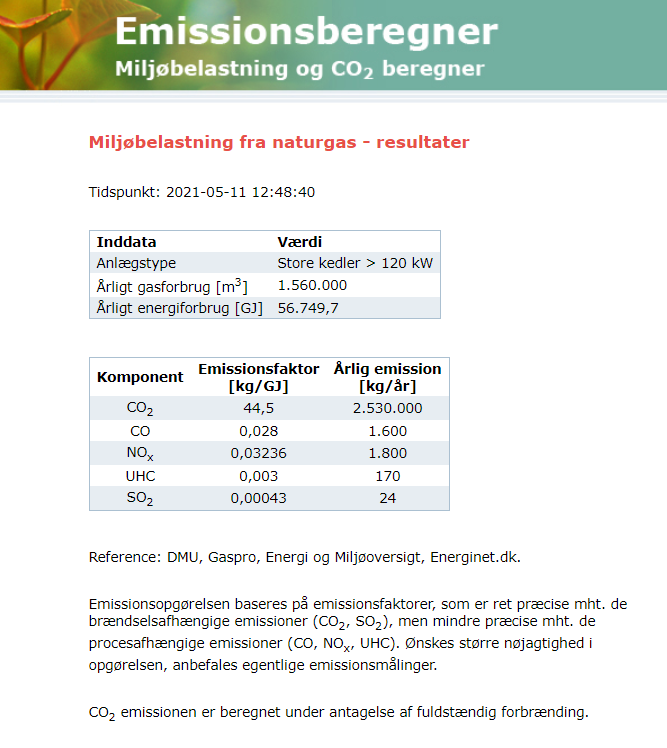 Emissionsberegner
Miljøbelastning og CO₂ beregner
Miljøbelastning fra naturgas - resultater
Tidspunkt: 2021-05-11 12:48:40
Inddata Værdi
Anlægstype Store kedler > 120 kW
Årligt gasforbrug [m³] 1.560.000
Årligt energiforbrug [GJ] 56.749,7
Komponent Emissionsfaktor [kg/GJ] Årlig emission [kg/år]
CO₂ 44,5 2.530.000
CO 0,028 1.600
NOₓ 0,03236 1.800
UHC 0,003 170
SO₂ 0,00043 24
Reference: DMU, Gaspro, Energi og Miljøoversigt, Energinet.dk.
Emissionsopgørelsen baseres på emissionsfaktorer, som er ret præcise mht. de
brændselsafhængige emissioner (CO₂, SO₂), men mindre præcise mht. de
procesafhængige emissioner (CO, NOₓ, UHC). Ønskes større nøjagtighed i
opgørelsen, anbefales egentlige emissionsmålinger.
CO₂ emissionen er beregnet under antagelse af fuldstændig forbrænding.